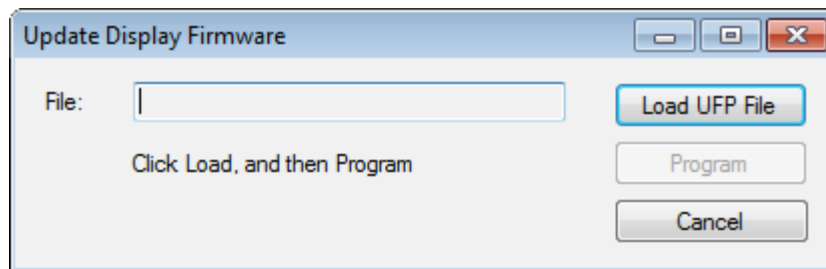 Update Display Firmware
File:
Load UFP File
Click Load, and then Program
Program
Cancel